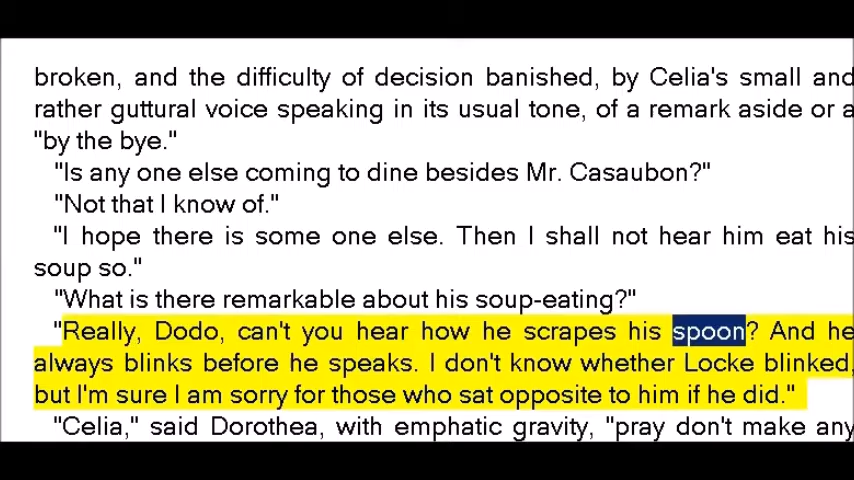 broken, and the difficulty of decision banished, by Celia's small and
rather guttural voice speaking in its usual tone, of a remark aside or a
"by the bye."
"Is any one else coming to dine besides Mr. Casaubon?"
"Not that I know of."
"I hope there is some one else. Then I shall not hear him eat his
soup so."
"What is there remarkable about his soup-eating?"
"Really, Dodo, can't you hear how he scrapes his spoon? And he
always blinks before he speaks. I don't know whether Locke blinked,
but I'm sure I am sorry for those who sat opposite to him if he did."
"Celia," said Dorothea, with emphatic gravity, "pray don't make any